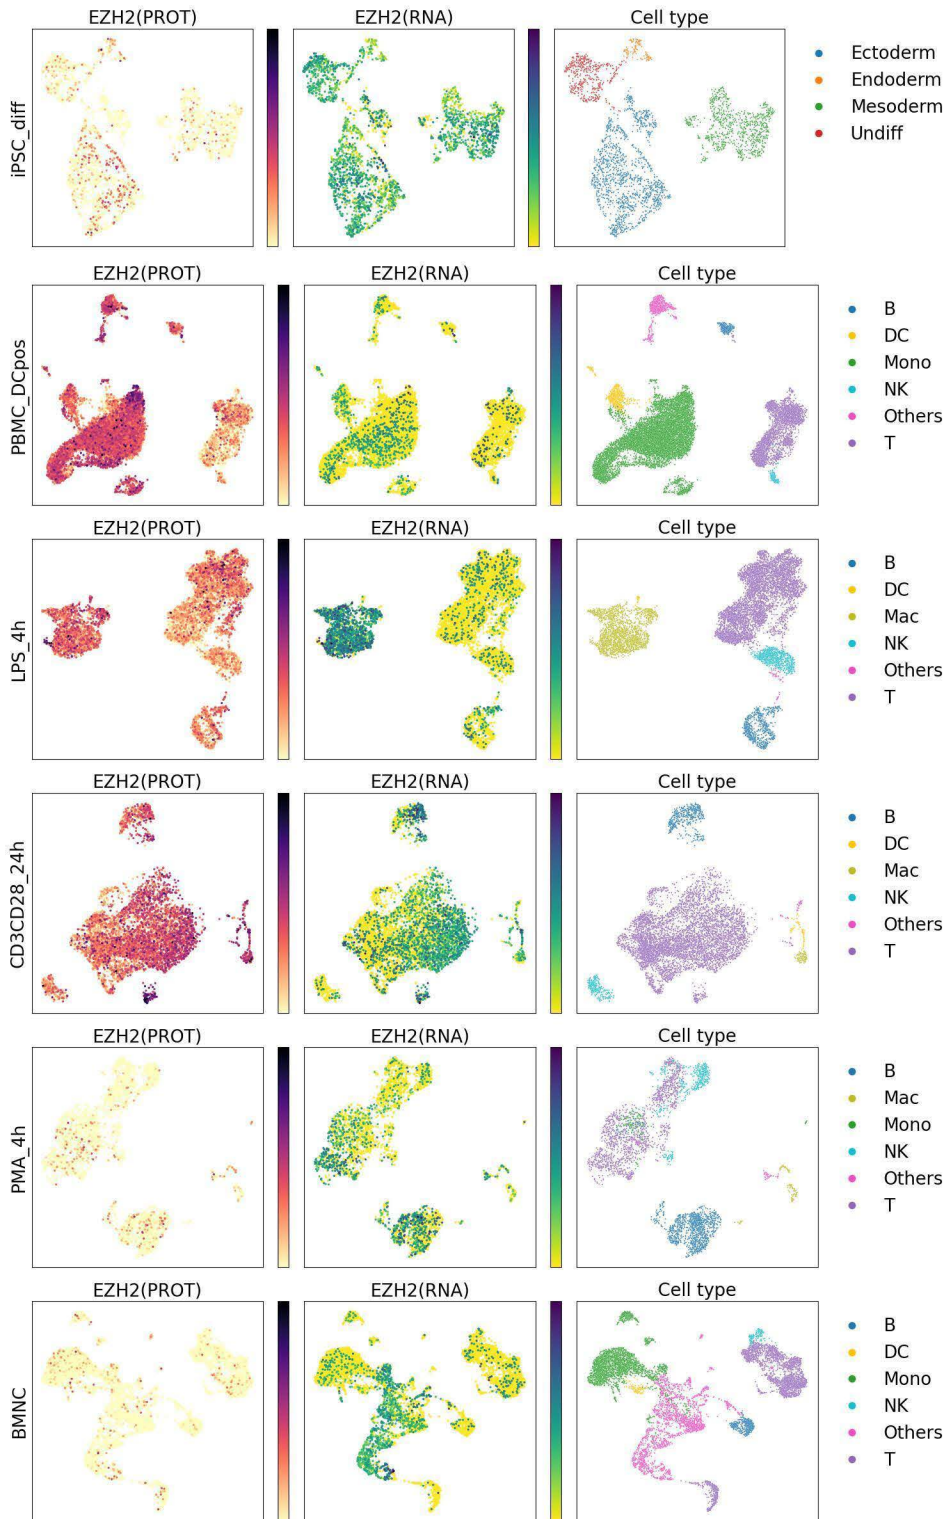 EZH2(PROT) EZH2(RNA) Cell type
iPSC_diff
Ectoderm
Endoderm
Mesoderm
Undiff
EZH2(PROT) EZH2(RNA) Cell type
PBMC_DCpos
B
DC
Mono
NK
Others
T
EZH2(PROT) EZH2(RNA) Cell type
LPS_4h
B
DC
Mac
NK
Others
T
EZH2(PROT) EZH2(RNA) Cell type
CD3CD28_24h
B
DC
Mac
NK
Others
T
EZH2(PROT) EZH2(RNA) Cell type
PMA_4h
B
Mac
Mono
NK
Others
T
EZH2(PROT) EZH2(RNA) Cell type
BMNC
B
DC
Mono
NK
Others
T